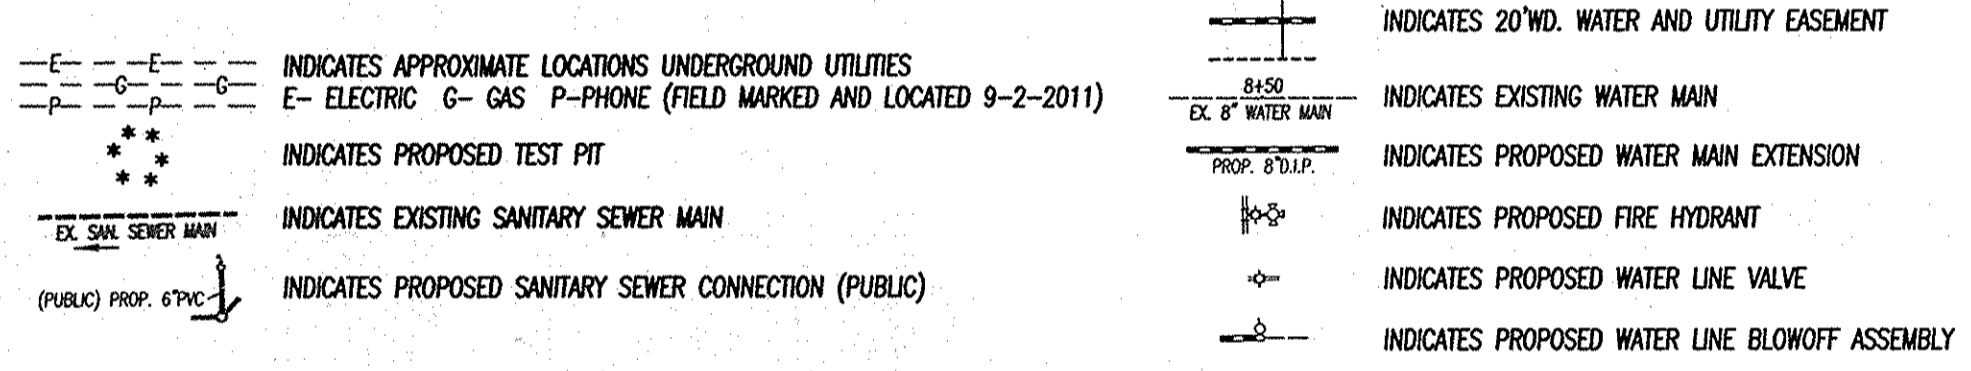 —E— — —E— — —
— — —G— — —G—
—P— — —P— — —
INDICATES APPROXIMATE LOCATIONS UNDERGROUND UTILITIES
E- ELECTRIC G- GAS P-PHONE (FIELD MARKED AND LOCATED 9-2-2011)
INDICATES PROPOSED TEST PIT
EX. SAN. SEWER MAIN
INDICATES EXISTING SANITARY SEWER MAIN
(PUBLIC) PROP. 6"PVC
INDICATES PROPOSED SANITARY SEWER CONNECTION (PUBLIC)
INDICATES 20'WD. WATER AND UTILITY EASEMENT
8+50
EX. 8" WATER MAIN
INDICATES EXISTING WATER MAIN
PROP. 8"D.I.P.
INDICATES PROPOSED WATER MAIN EXTENSION
INDICATES PROPOSED FIRE HYDRANT
INDICATES PROPOSED WATER LINE VALVE
INDICATES PROPOSED WATER LINE BLOWOFF ASSEMBLY